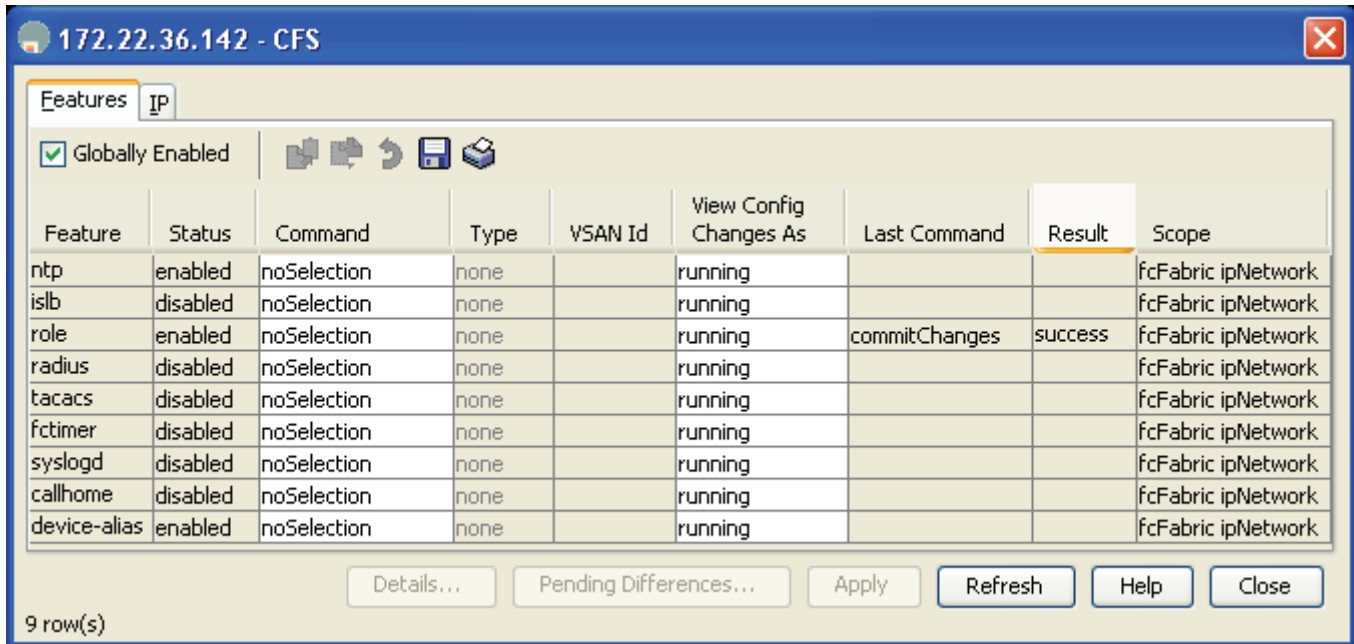 172.22.36.142 - CFS
Features IP
Globally Enabled
Feature Status Command Type VSAN Id View Config Changes As Last Command Result Scope
ntp enabled noSelection none running fcFabric ipNetwork
islb disabled noSelection none running fcFabric ipNetwork
role enabled noSelection none running commitChanges success fcFabric ipNetwork
radius disabled noSelection none running fcFabric ipNetwork
tacacs disabled noSelection none running fcFabric ipNetwork
fctimer disabled noSelection none running fcFabric ipNetwork
syslogd disabled noSelection none running fcFabric ipNetwork
callhome disabled noSelection none running fcFabric ipNetwork
device-alias enabled noSelection none running fcFabric ipNetwork
Details... Pending Differences... Apply Refresh Help Close
9 row(s)